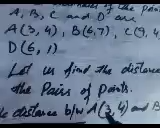 A, B, C and D are
A(3,4), B(6,7), C(9,4
D(6,1)
Let us find the distance
the Pairs of Points.
distance b/w A(3,4) and B